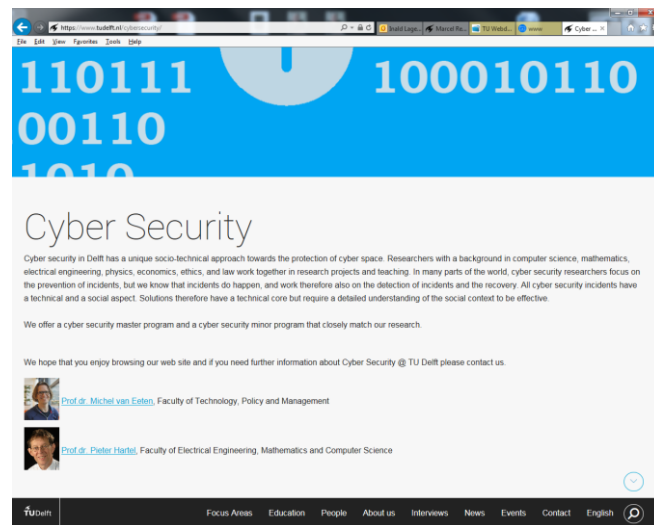 https://www.tudelft.nl/cybersecurity/
Inald Lage...
Marcel Re...
TU Websi...
www
Cyber ...
File Edit View Favorites Tools Help
110111
100010110
00110
1010
Cyber Security
Cyber security in Delft has a unique socio-technical approach towards the protection of cyber space. Researchers with a background in computer science, mathematics,
electrical engineering, physics, economics, ethics, and law work together in research projects and teaching. In many parts of the world, cyber security researchers focus on
the prevention of incidents, but we know that incidents do happen, and work therefore also on the detection of incidents and the recovery. All cyber security incidents have
a technical and a social aspect. Solutions therefore have a technical core but require a detailed understanding of the social context to be effective.
We offer a cyber security master program and a cyber security minor program that closely match our research.
We hope that you enjoy browsing our web site and if you need further information about Cyber Security @ TU Delft please contact us.
Prof.dr. Michel van Eeten, Faculty of Technology, Policy and Management
Prof.dr. Pieter Hartel, Faculty of Electrical Engineering, Mathematics and Computer Science
TUDelft
Focus Areas Education People About us Interviews News Events Contact English